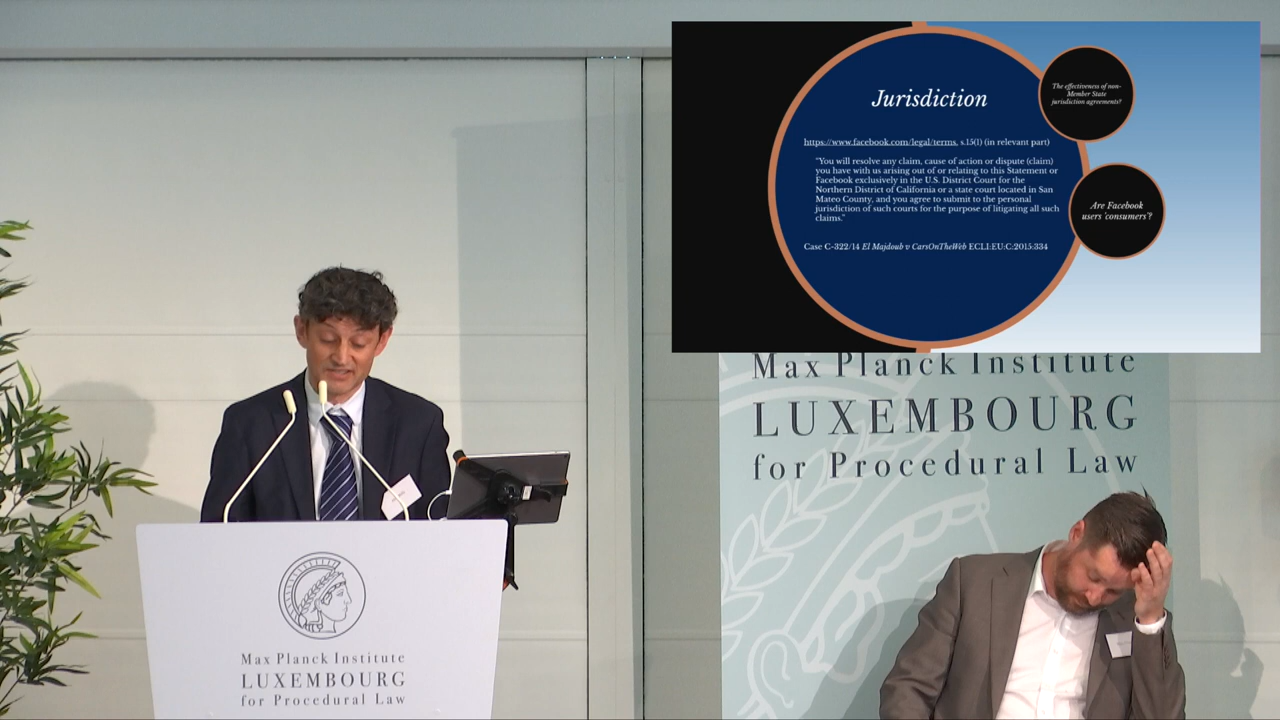 Jurisdiction
https://www.facebook.com/legal/terms, s.15(1) (in relevant part)
"You will resolve any claim, cause of action or dispute (claim)
you have with us arising out of or relating to this Statement or
Facebook exclusively in the U.S. District Court for the
Northern District of California or a state court located in San
Mateo County, and you agree to submit to the personal
jurisdiction of such courts for the purpose of litigating all such
claims."
Case C-322/14 El Majdoub v CarsOnTheWeb ECLI:EU:C:2015:334
The effectiveness of non-
Member State
jurisdiction agreements?
Are Facebook
users 'consumers'?
Max Planck Institute
LUXEMBOURG
for Procedural Law
Max Planck Institute
LUXEMBOURG
for Procedural Law